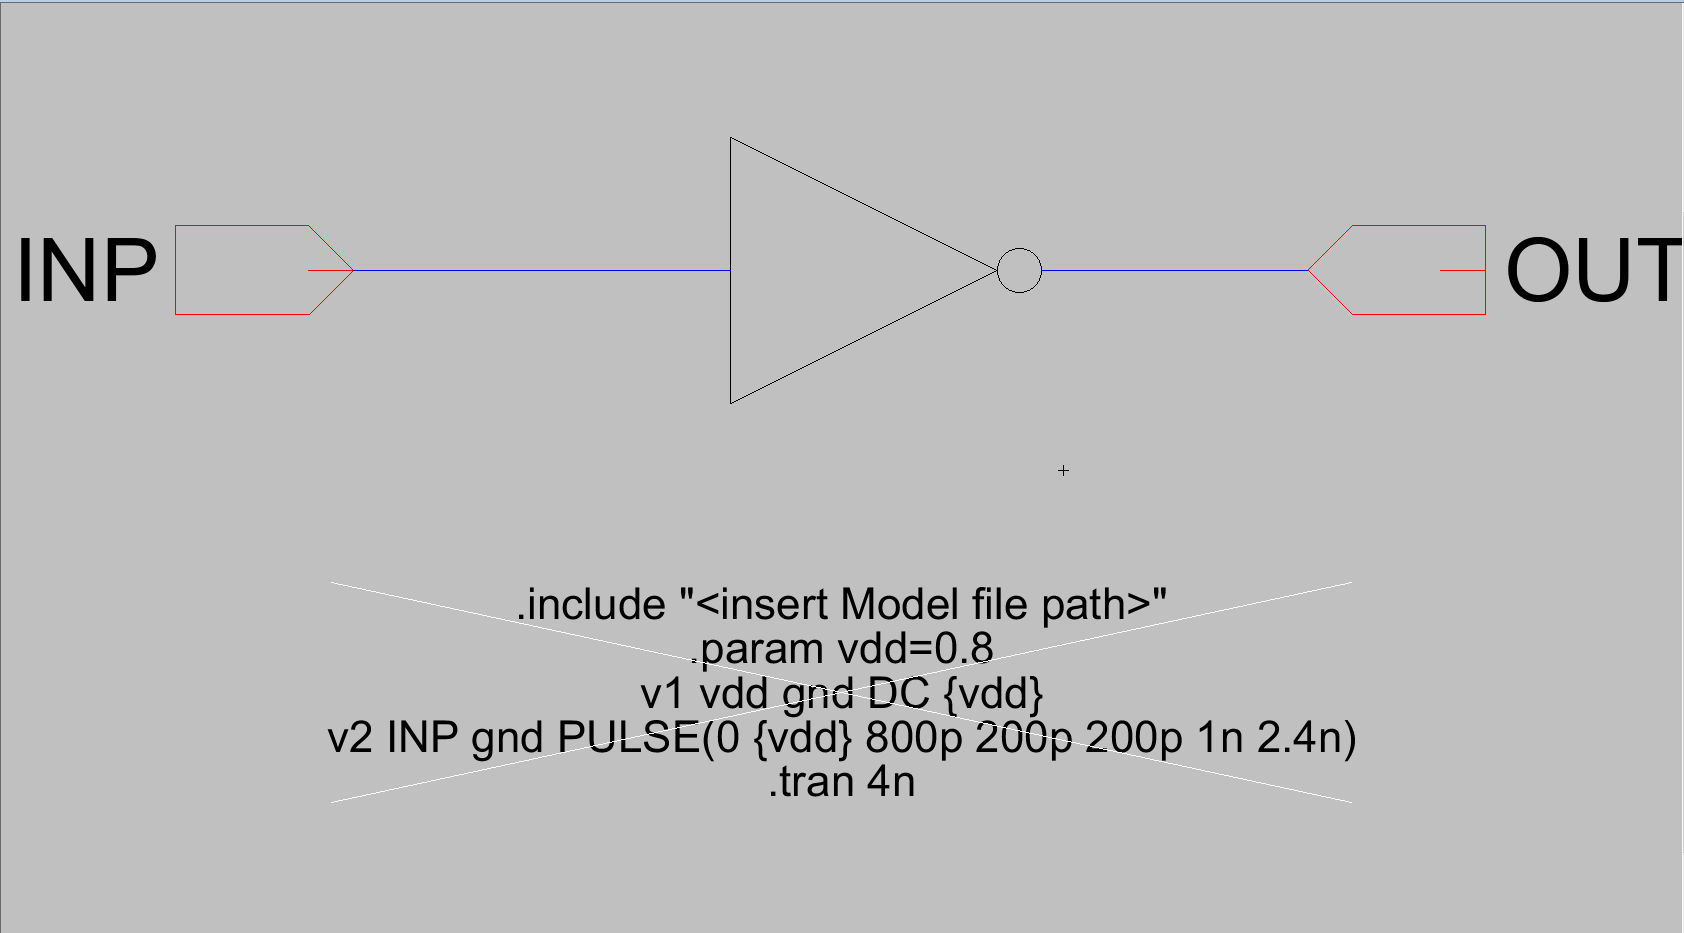 INP
OUT
.include "<insert Model file path>"
.param vdd=0.8
v1 vdd gnd DC {vdd}
v2 INP gnd PULSE(0 {vdd} 800p 200p 200p 1n 2.4n)
.tran 4n